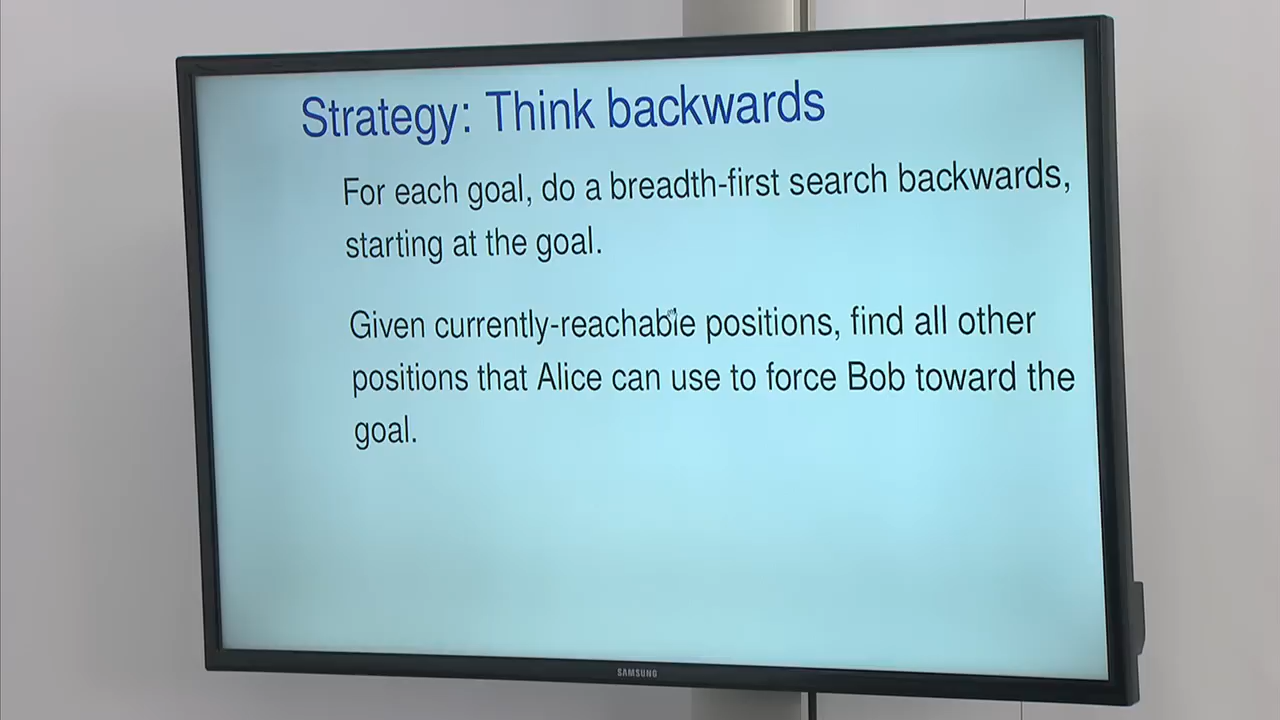 Strategy: Think backwards
For each goal, do a breadth-first search backwards,
starting at the goal.
Given currently-reachable positions, find all other
positions that Alice can use to force Bob toward the
goal.
SAMSUNG